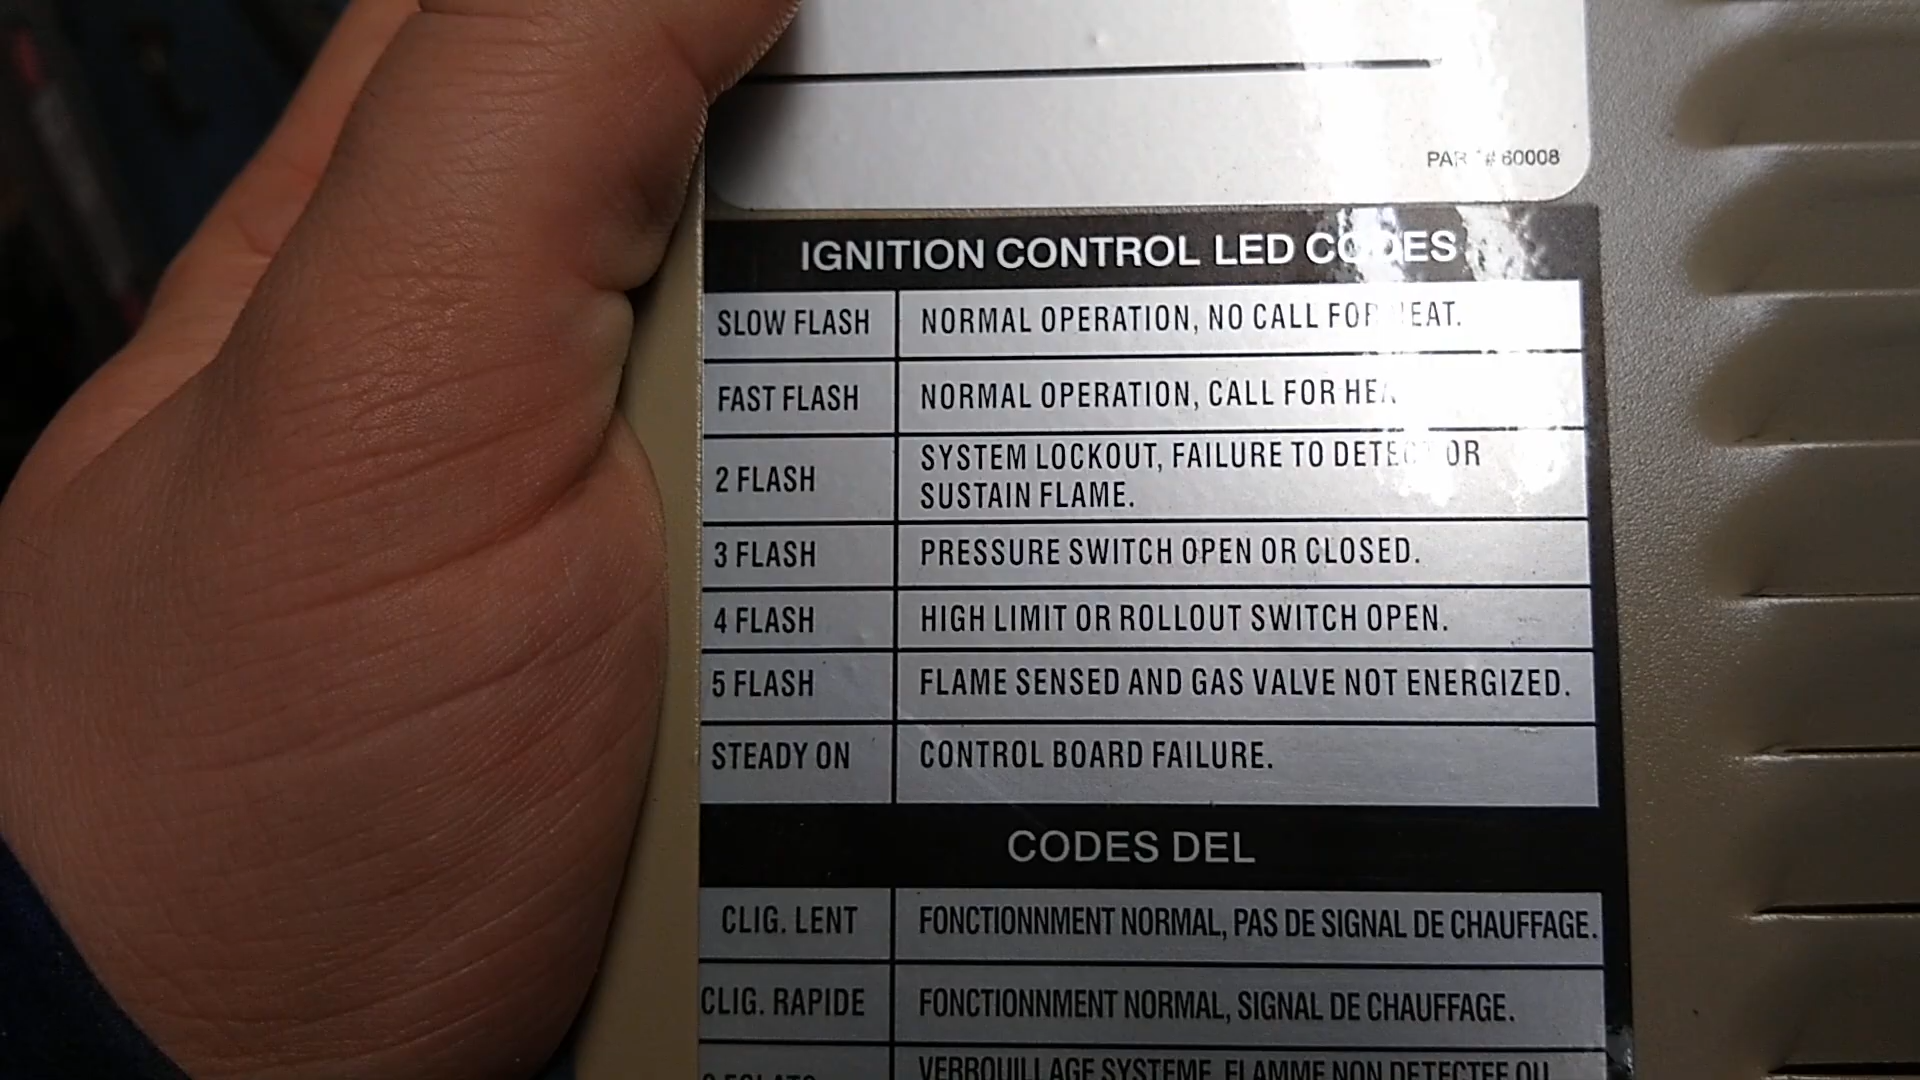 # 60008
IGNITION CONTROL LED CODES
SLOW FLASH NORMAL OPERATION, NO CALL FOR HEAT.
FAST FLASH NORMAL OPERATION, CALL FOR HEAT
2 FLASH SYSTEM LOCKOUT, FAILURE TO DETECT OR
SUSTAIN FLAME.
3 FLASH PRESSURE SWITCH OPEN OR CLOSED.
4 FLASH HIGH LIMIT OR ROLLOUT SWITCH OPEN.
5 FLASH FLAME SENSED AND GAS VALVE NOT ENERGIZED.
STEADY ON CONTROL BOARD FAILURE.
CODES DEL
CLIG. LENT FONCTIONNMENT NORMAL, PAS DE SIGNAL DE CHAUFFAGE.
CLIG. RAPIDE FONCTIONNMENT NORMAL, SIGNAL DE CHAUFFAGE.
VERROUILLAGE SYSTEME, FLAMME NON DETECTEE OU